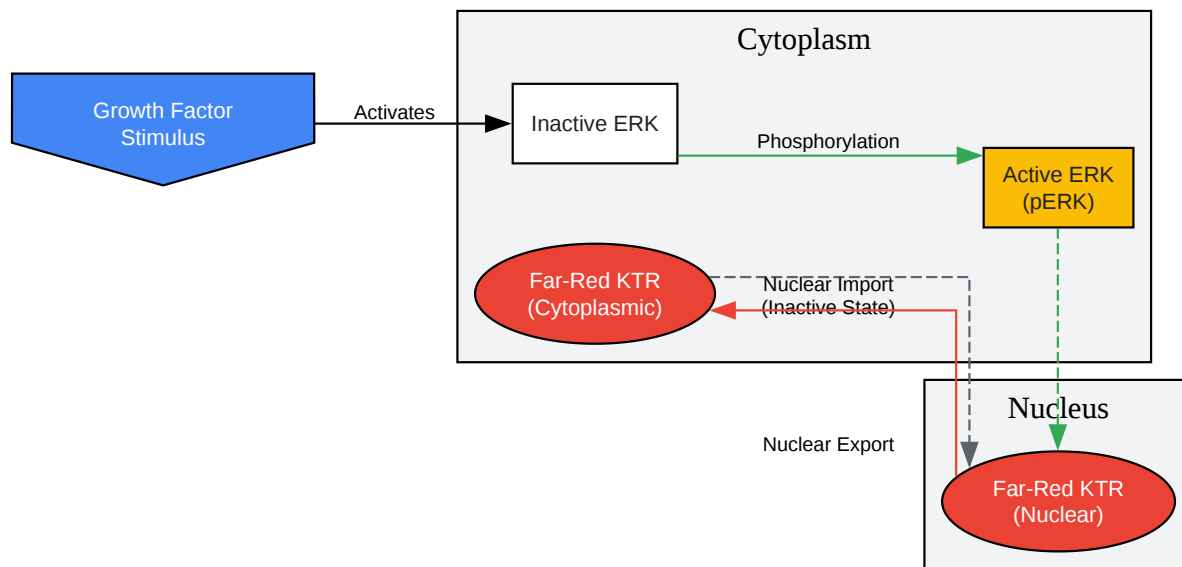 Cytoplasm
Growth Factor
Stimulus
Activates
Inactive ERK
Phosphorylation
Active ERK
(pERK)
Far-Red KTR
(Cytoplasmic)
Nuclear Import
(Inactive State)
Nucleus
Nuclear Export
Far-Red KTR
(Nuclear)